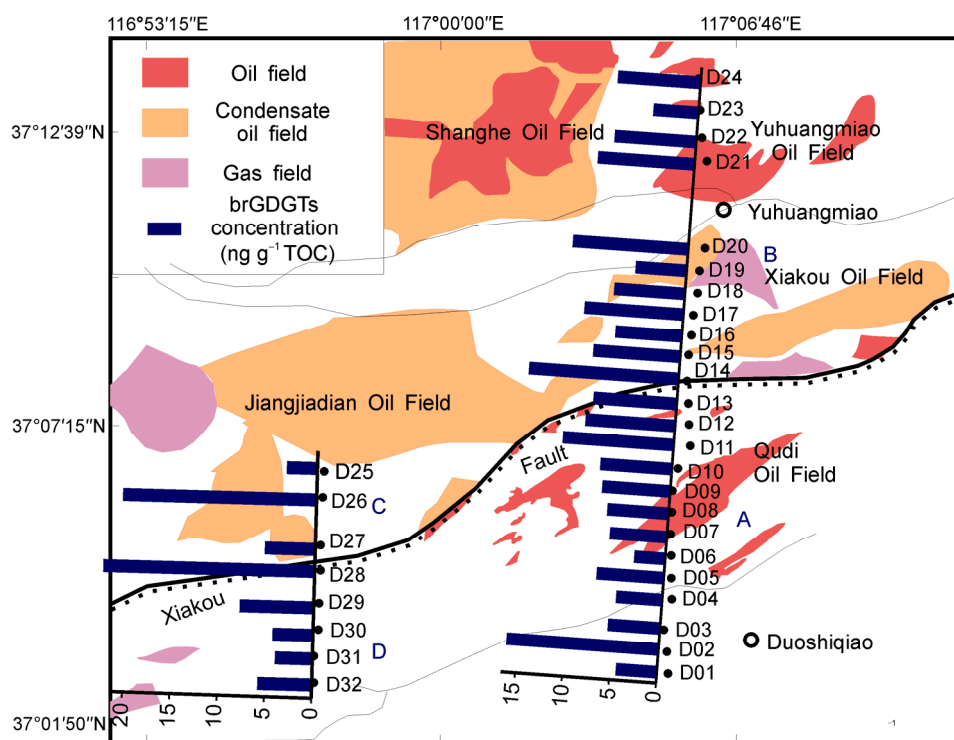 116°53′15″E
117°00′00″E
117°06′46″E
37°12′39″N
37°07′15″N
37°01′50″N
Oil field
Condensate
oil field
Gas field
brGDGTs
concentration
(ng g⁻¹ TOC)
Shanghe Oil Field
Yuhuangmiao
Oil Field
Yuhuangmiao
B
Xiakou Oil Field
Jiangjiadian Oil Field
Qudi
Oil Field
A
Fault
Xiakou
C
D
Duoshiqiao
D24
D23
D22
D21
D20
D19
D18
D17
D16
D15
D14
D13
D12
D11
D10
D09
D08
D07
D06
D05
D04
D03
D02
D01
15
10
5
0
D25
D26
D27
D28
D29
D30
D31
D32
20
15
10
5
0
⁻¹